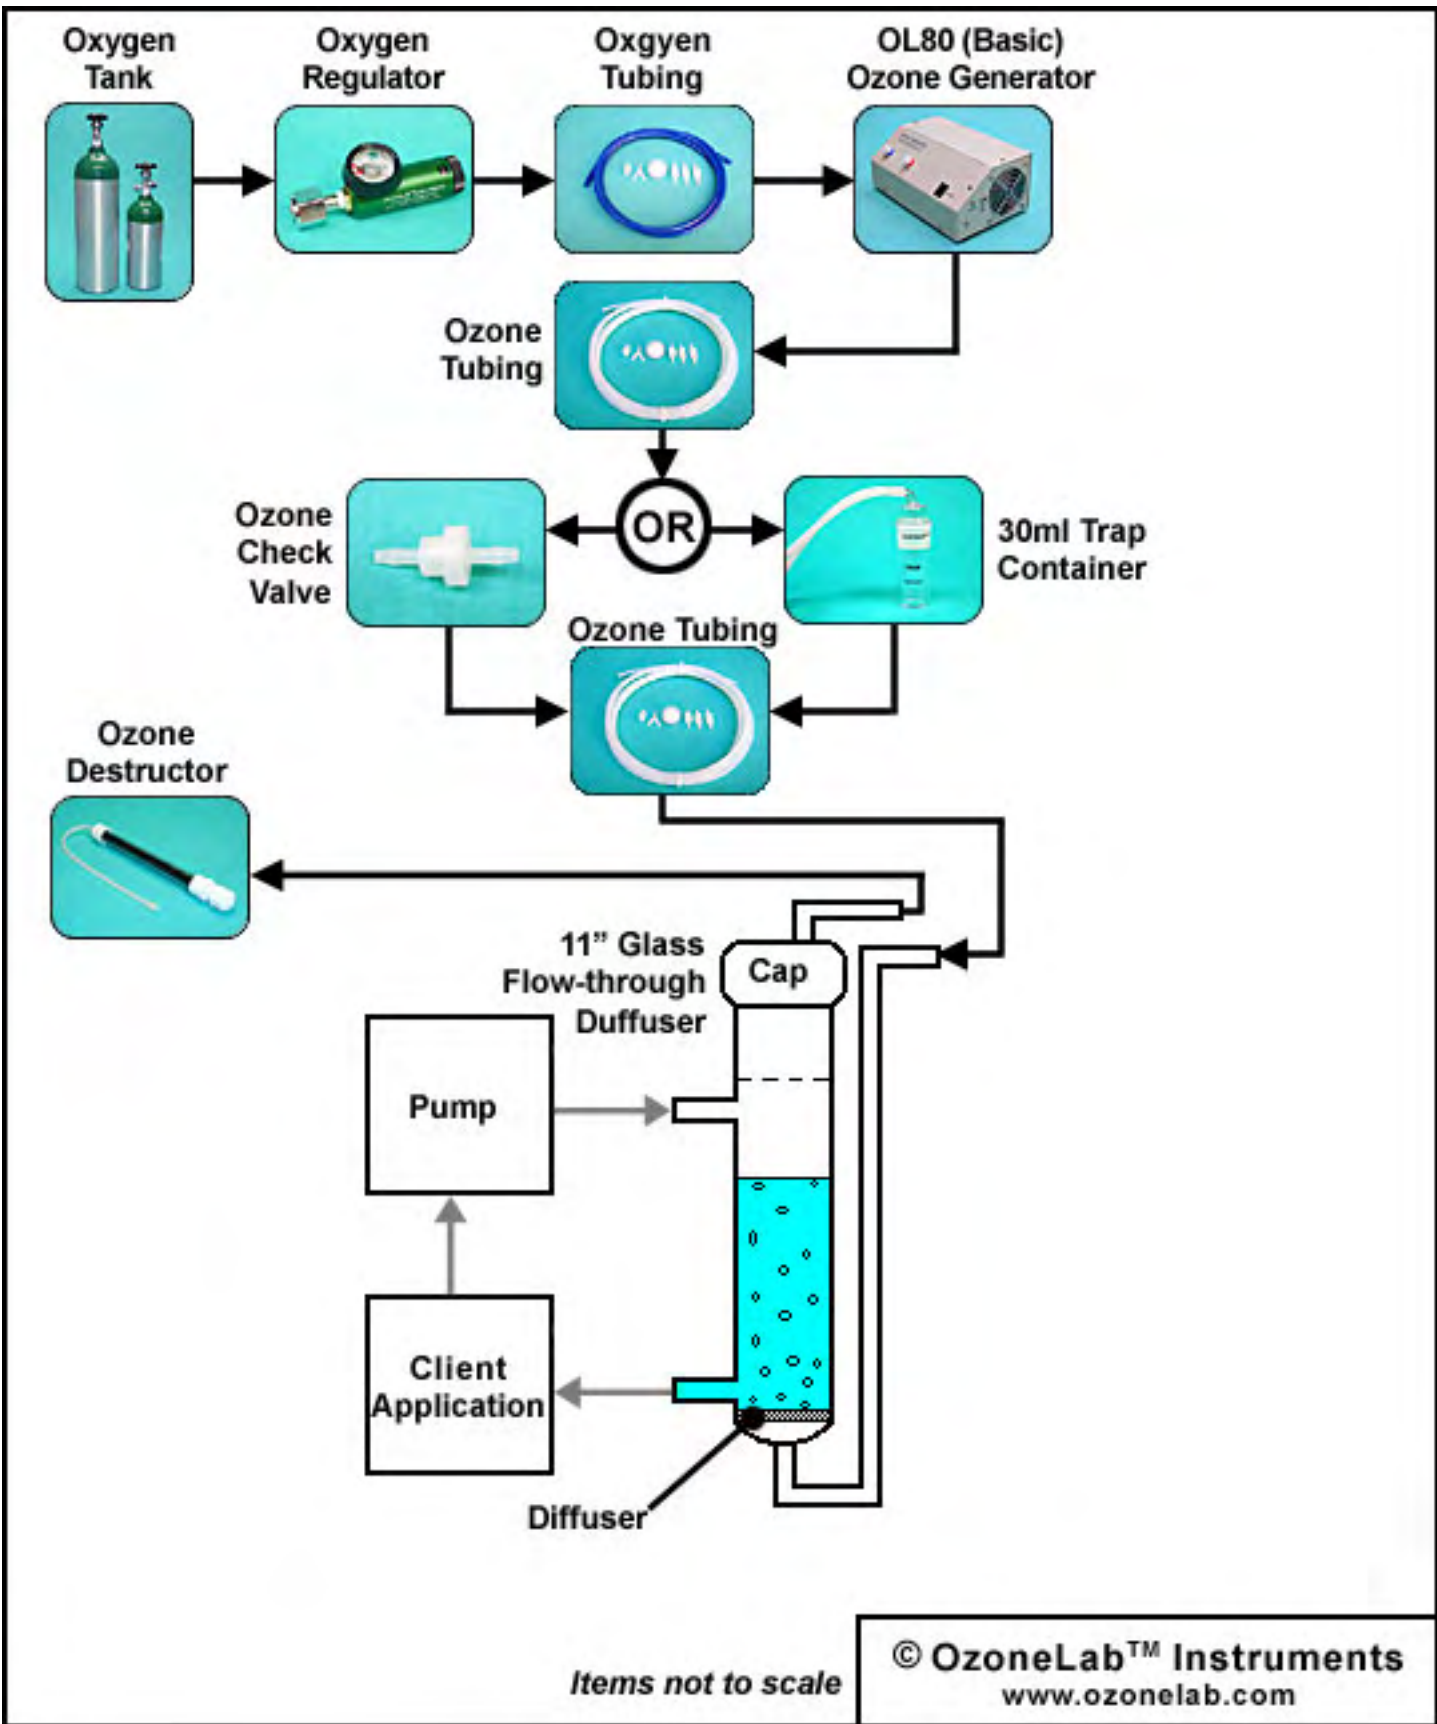 Oxygen
Tank
Oxygen
Regulator
Oxgyen
Tubing
OL80 (Basic)
Ozone Generator
Ozone
Tubing
Ozone
Check
Valve
OR
30ml Trap
Container
Ozone Tubing
Ozone
Destructor
11” Glass
Flow-through
Duffuser
Cap
Pump
Client
Application
Diffuser
Items not to scale
© OzoneLab™ Instruments
www.ozonelab.com